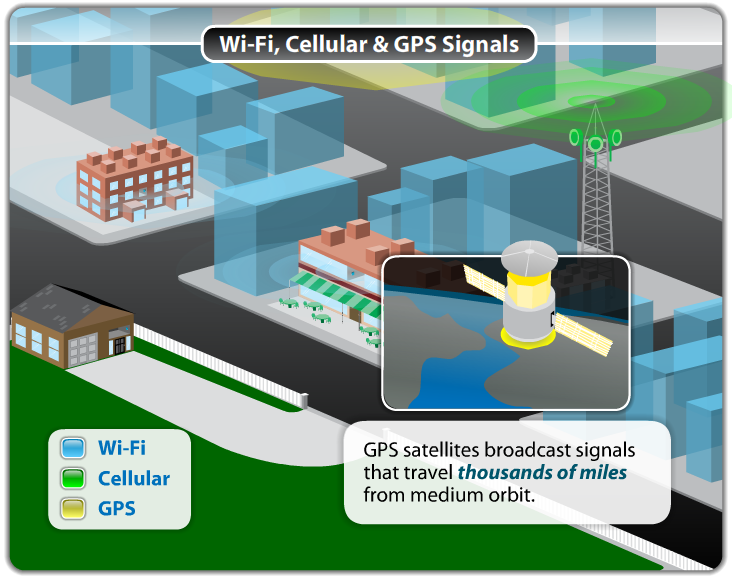 Wi-Fi, Cellular & GPS Signals
Wi-Fi
Cellular
GPS
GPS satellites broadcast signals
that travel thousands of miles
from medium orbit.